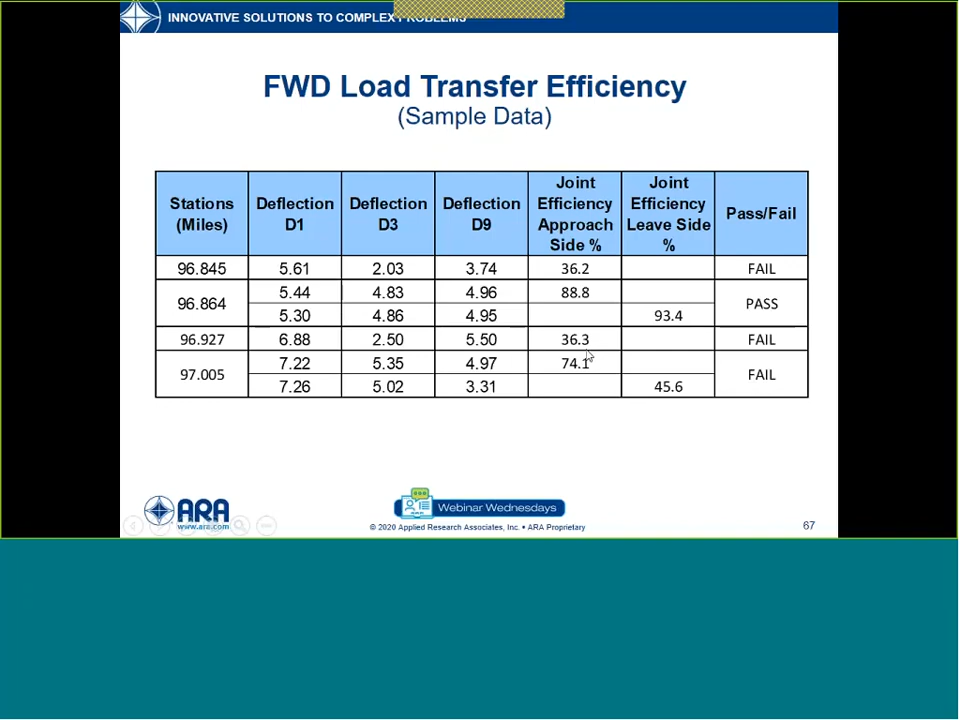 INNOVATIVE SOLUTIONS TO COMPLEX PROBLEMS
FWD Load Transfer Efficiency
(Sample Data)
Stations (Miles) Deflection D1 Deflection D3 Deflection D9 Joint Efficiency Approach Side % Joint Efficiency Leave Side % Pass/Fail
96.845 5.61 2.03 3.74 36.2 FAIL
96.864 5.44 4.83 4.96 88.8 PASS
5.30 4.86 4.95 93.4
96.927 6.88 2.50 5.50 36.3 FAIL
97.005 7.22 5.35 4.97 74.1 FAIL
7.26 5.02 3.31 45.6
ARA
www.ara.com
Webinar Wednesdays
© 2020 Applied Research Associates, Inc. • ARA Proprietary
67